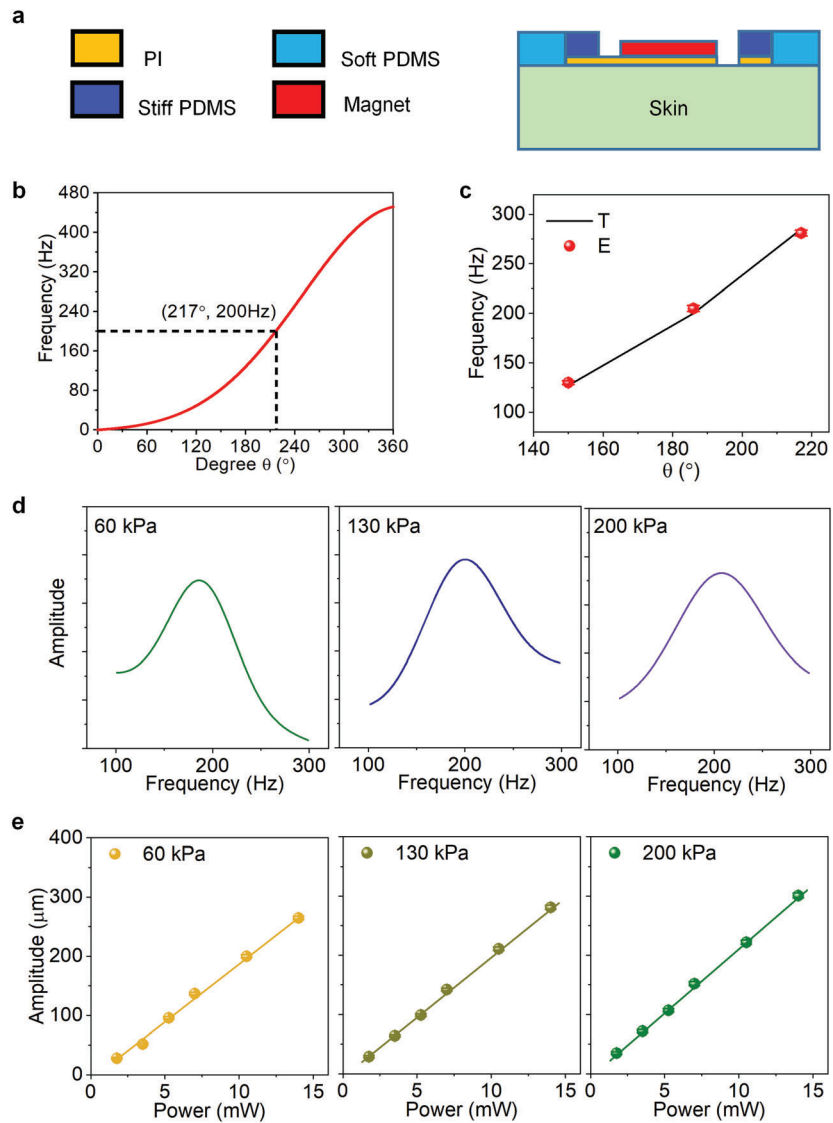 a
PI
Soft PDMS
Stiff PDMS
Magnet
Skin
b
480
400
320
240
160
80
0
Frequency (Hz)
(217°, 200Hz)
0 60 120 180 240 300 360
Degree θ (°)
c
300
250
200
150
100
Fequency (Hz)
T
E
140 160 180 200 220
θ (°)
d
Amplitude
60 kPa
100 200 300
Frequency (Hz)
130 kPa
100 200 300
Frequency (Hz)
200 kPa
100 200 300
Frequency (Hz)
e
400
300
200
100
0
Amplitude (μm)
60 kPa
0 5 10 15
Power (mW)
130 kPa
0 5 10 15
Power (mW)
200 kPa
0 5 10 15
Power (mW)